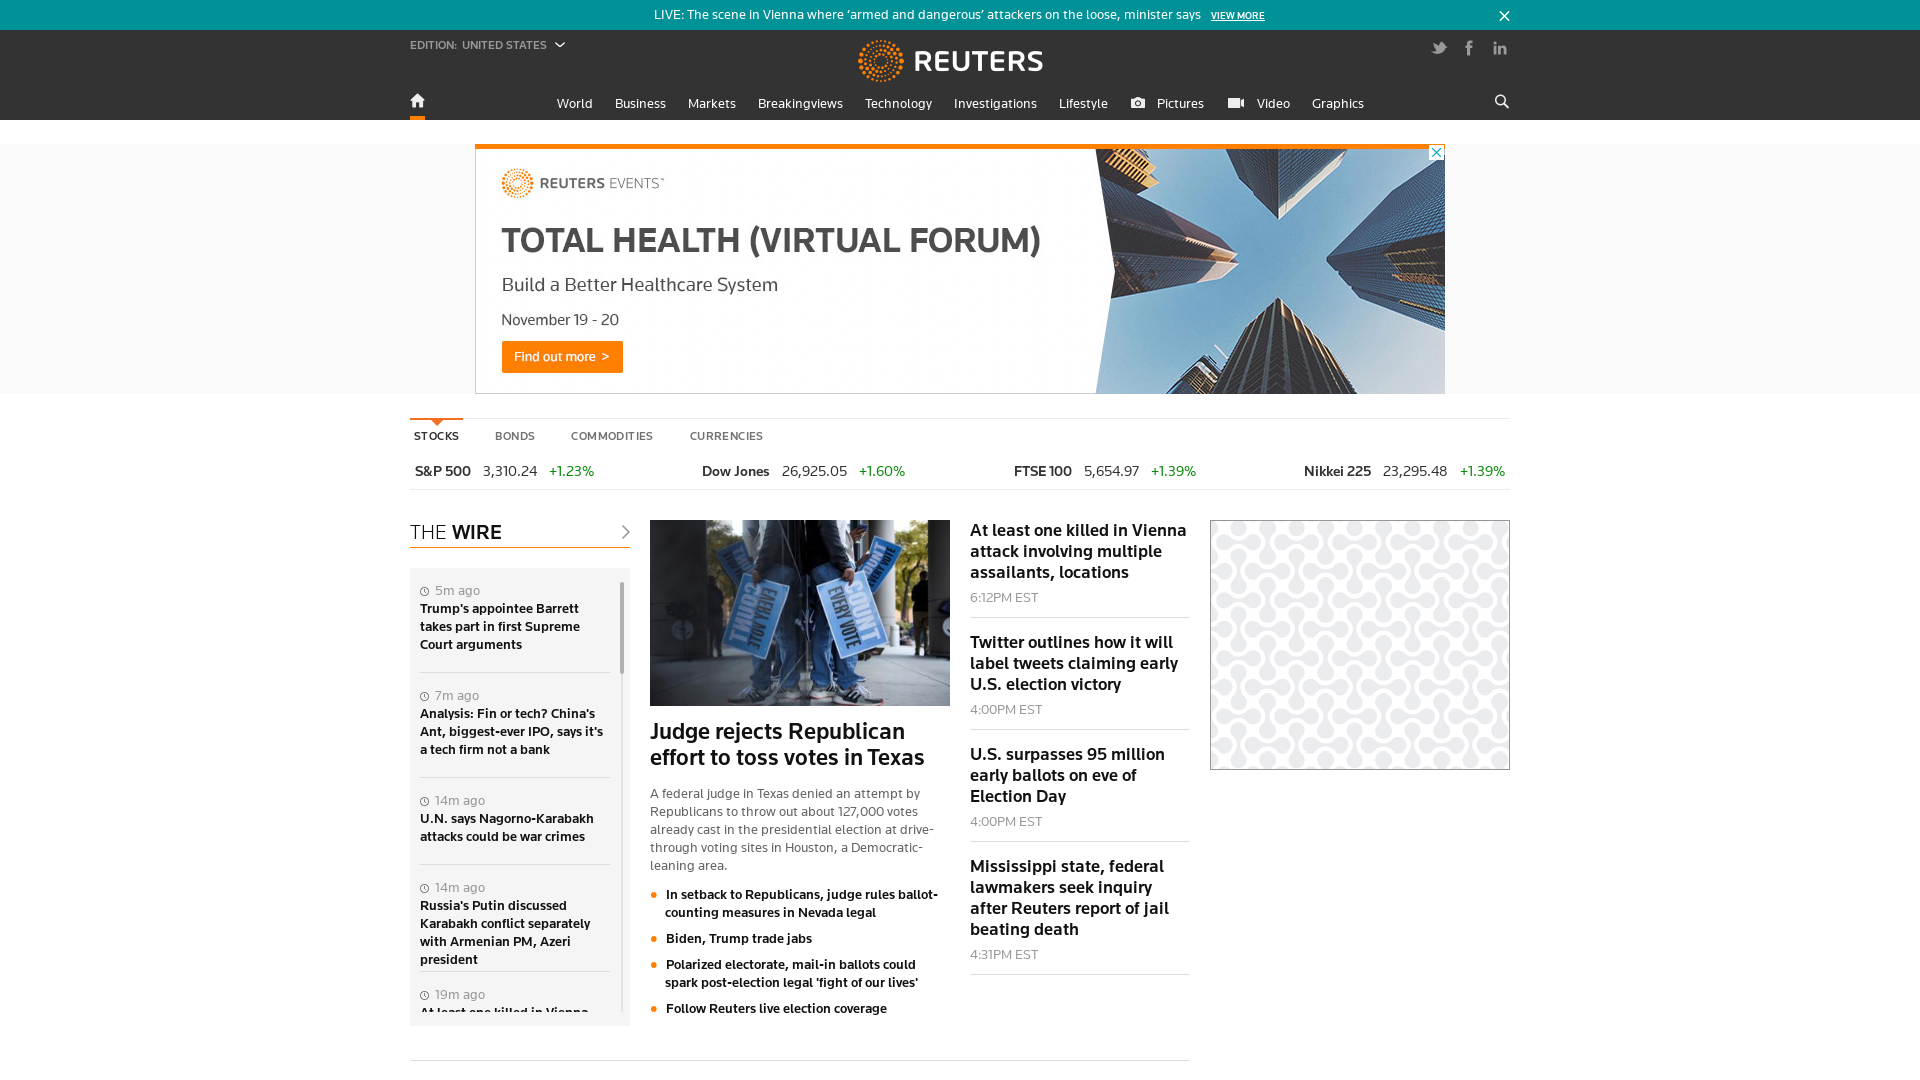 LIVE: The scene in Vienna where ‘armed and dangerous’ attackers on the loose, minister says VIEW MORE
EDITION: UNITED STATES
REUTERS
World Business Markets Breakingviews Technology Investigations Lifestyle Pictures Video Graphics
REUTERS EVENTS™
TOTAL HEALTH (VIRTUAL FORUM)
Build a Better Healthcare System
November 19 - 20
Find out more >
STOCKS BONDS COMMODITIES CURRENCIES
S&P 500 3,310.24 +1.23% Dow Jones 26,925.05 +1.60% FTSE 100 5,654.97 +1.39% Nikkei 225 23,295.48 +1.39%
THE WIRE
5m ago
Trump's appointee Barrett
takes part in first Supreme
Court arguments
7m ago
Analysis: Fin or tech? China's
Ant, biggest-ever IPO, says it's
a tech firm not a bank
14m ago
U.N. says Nagorno-Karabakh
attacks could be war crimes
14m ago
Russia's Putin discussed
Karabakh conflict separately
with Armenian PM, Azeri
president
19m ago
At least one killed in Vienna
COUNT
EVERY VOTE
COUNT
EVERY VOTE
Judge rejects Republican
effort to toss votes in Texas
A federal judge in Texas denied an attempt by
Republicans to throw out about 127,000 votes
already cast in the presidential election at drive-
through voting sites in Houston, a Democratic-
leaning area.
In setback to Republicans, judge rules ballot-
counting measures in Nevada legal
Biden, Trump trade jabs
Polarized electorate, mail-in ballots could
spark post-election legal 'fight of our lives'
Follow Reuters live election coverage
At least one killed in Vienna
attack involving multiple
assailants, locations
6:12PM EST
Twitter outlines how it will
label tweets claiming early
U.S. election victory
4:00PM EST
U.S. surpasses 95 million
early ballots on eve of
Election Day
4:00PM EST
Mississippi state, federal
lawmakers seek inquiry
after Reuters report of jail
beating death
4:31PM EST